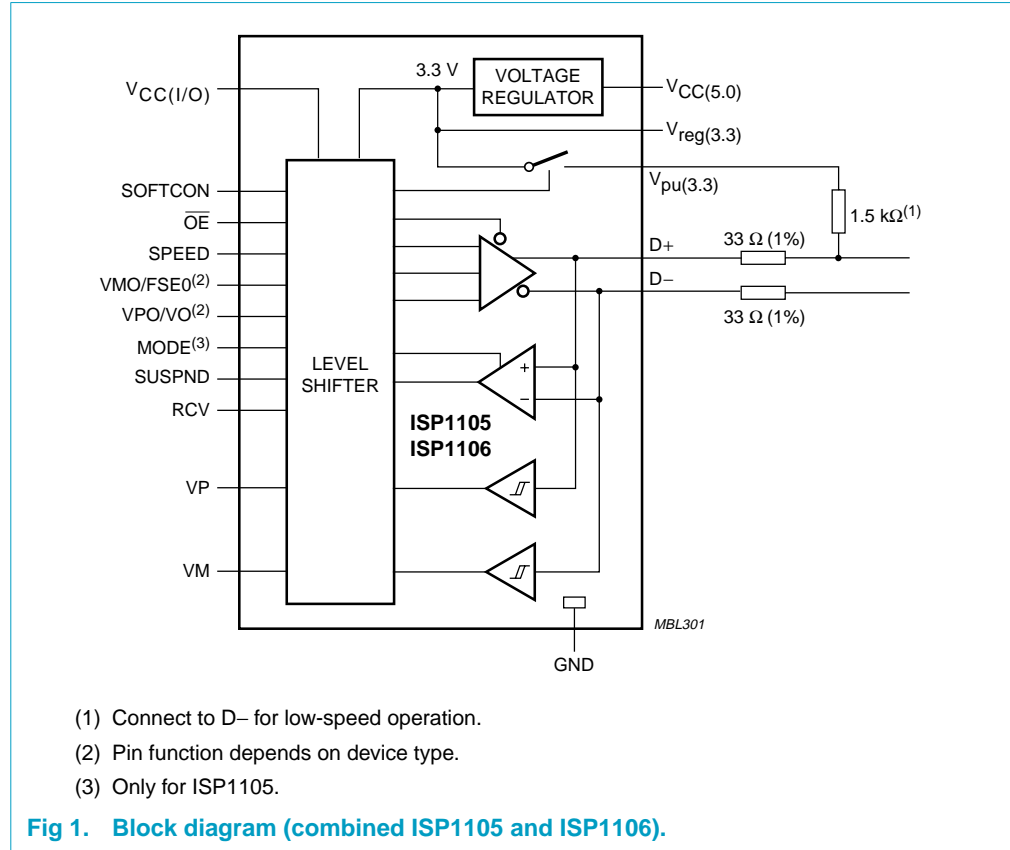 3.3 V
VOLTAGE
REGULATOR
VCC(I/O)
VCC(5.0)
Vreg(3.3)
Vpu(3.3)
SOFTCON
OE
SPEED
VMO/FSE0(2)
VPO/VO(2)
MODE(3)
SUSPND
RCV
VP
VM
LEVEL
SHIFTER
1.5 kΩ(1)
D+
33 Ω (1%)
D−
33 Ω (1%)
+
−
ISP1105
ISP1106
MBL301
GND
(1) Connect to D− for low-speed operation.
(2) Pin function depends on device type.
(3) Only for ISP1105.
Fig 1. Block diagram (combined ISP1105 and ISP1106).